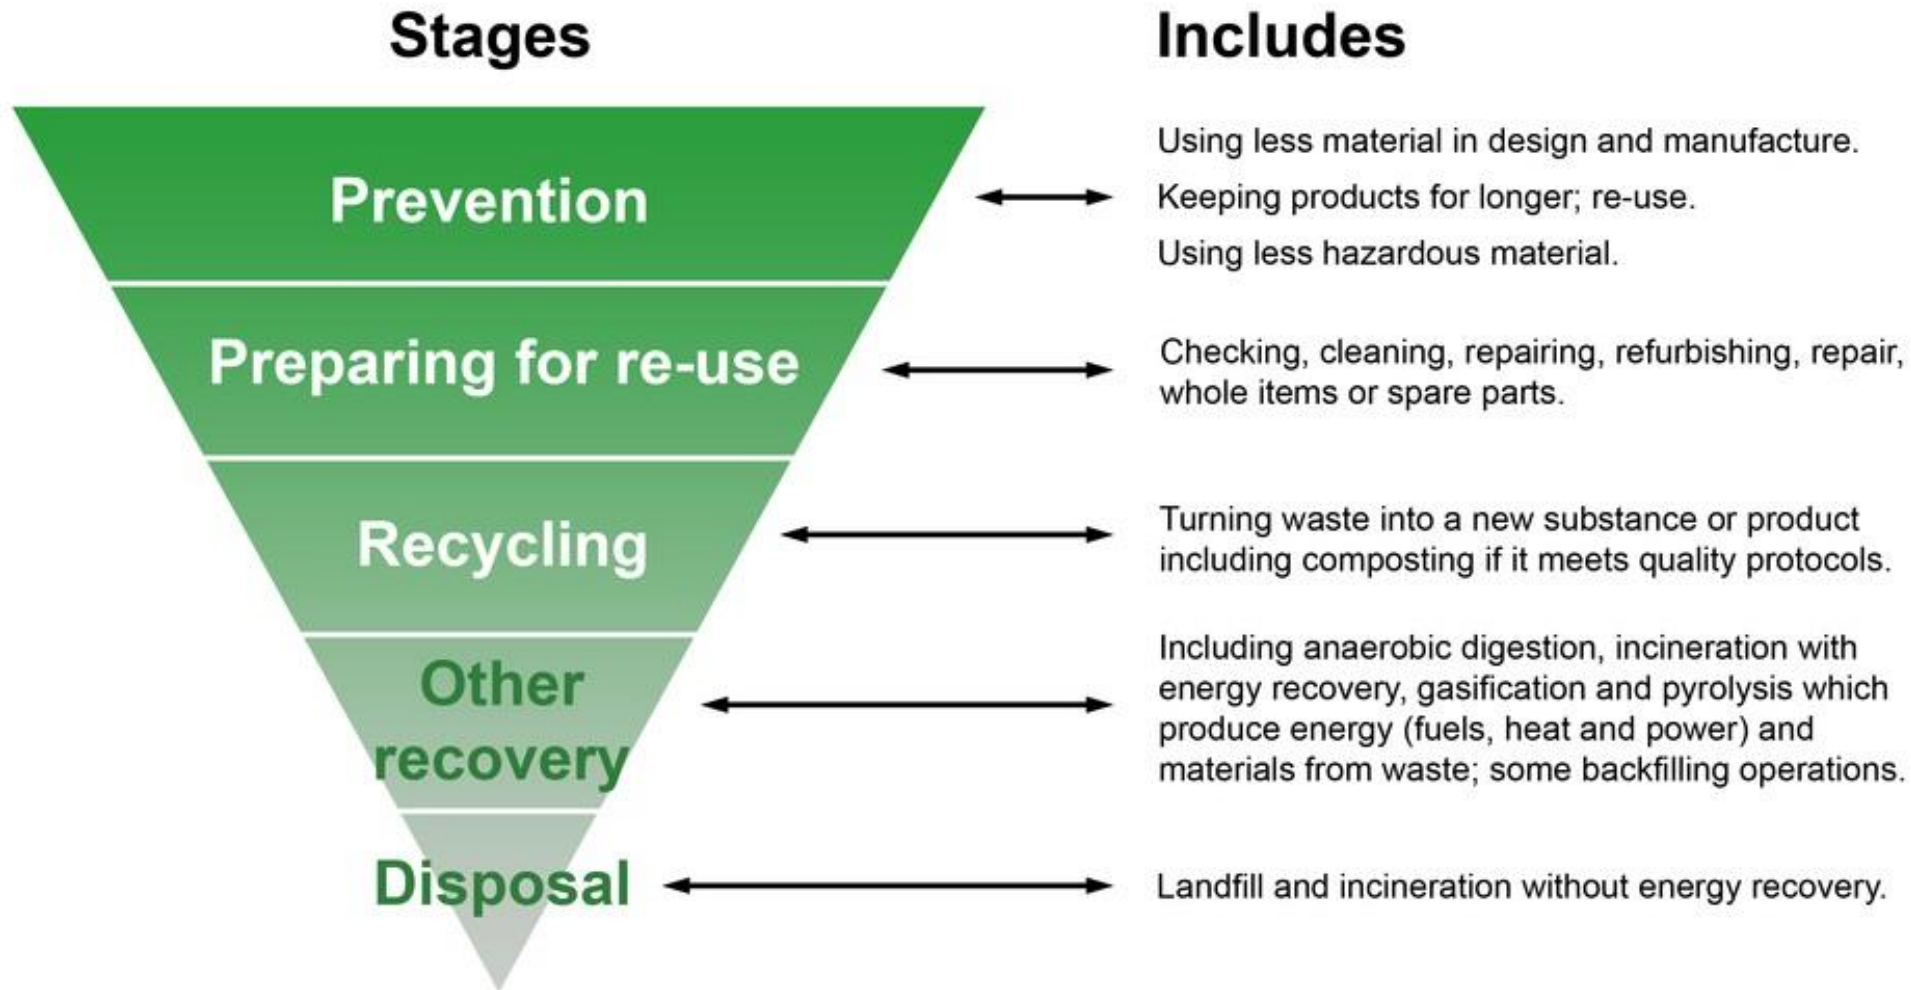 Stages
Includes
Prevention
Using less material in design and manufacture.
Keeping products for longer; re-use.
Using less hazardous material.
Preparing for re-use
Checking, cleaning, repairing, refurbishing, repair,
whole items or spare parts.
Recycling
Turning waste into a new substance or product
including composting if it meets quality protocols.
Other
recovery
Including anaerobic digestion, incineration with
energy recovery, gasification and pyrolysis which
produce energy (fuels, heat and power) and
materials from waste; some backfilling operations.
Disposal
Landfill and incineration without energy recovery.